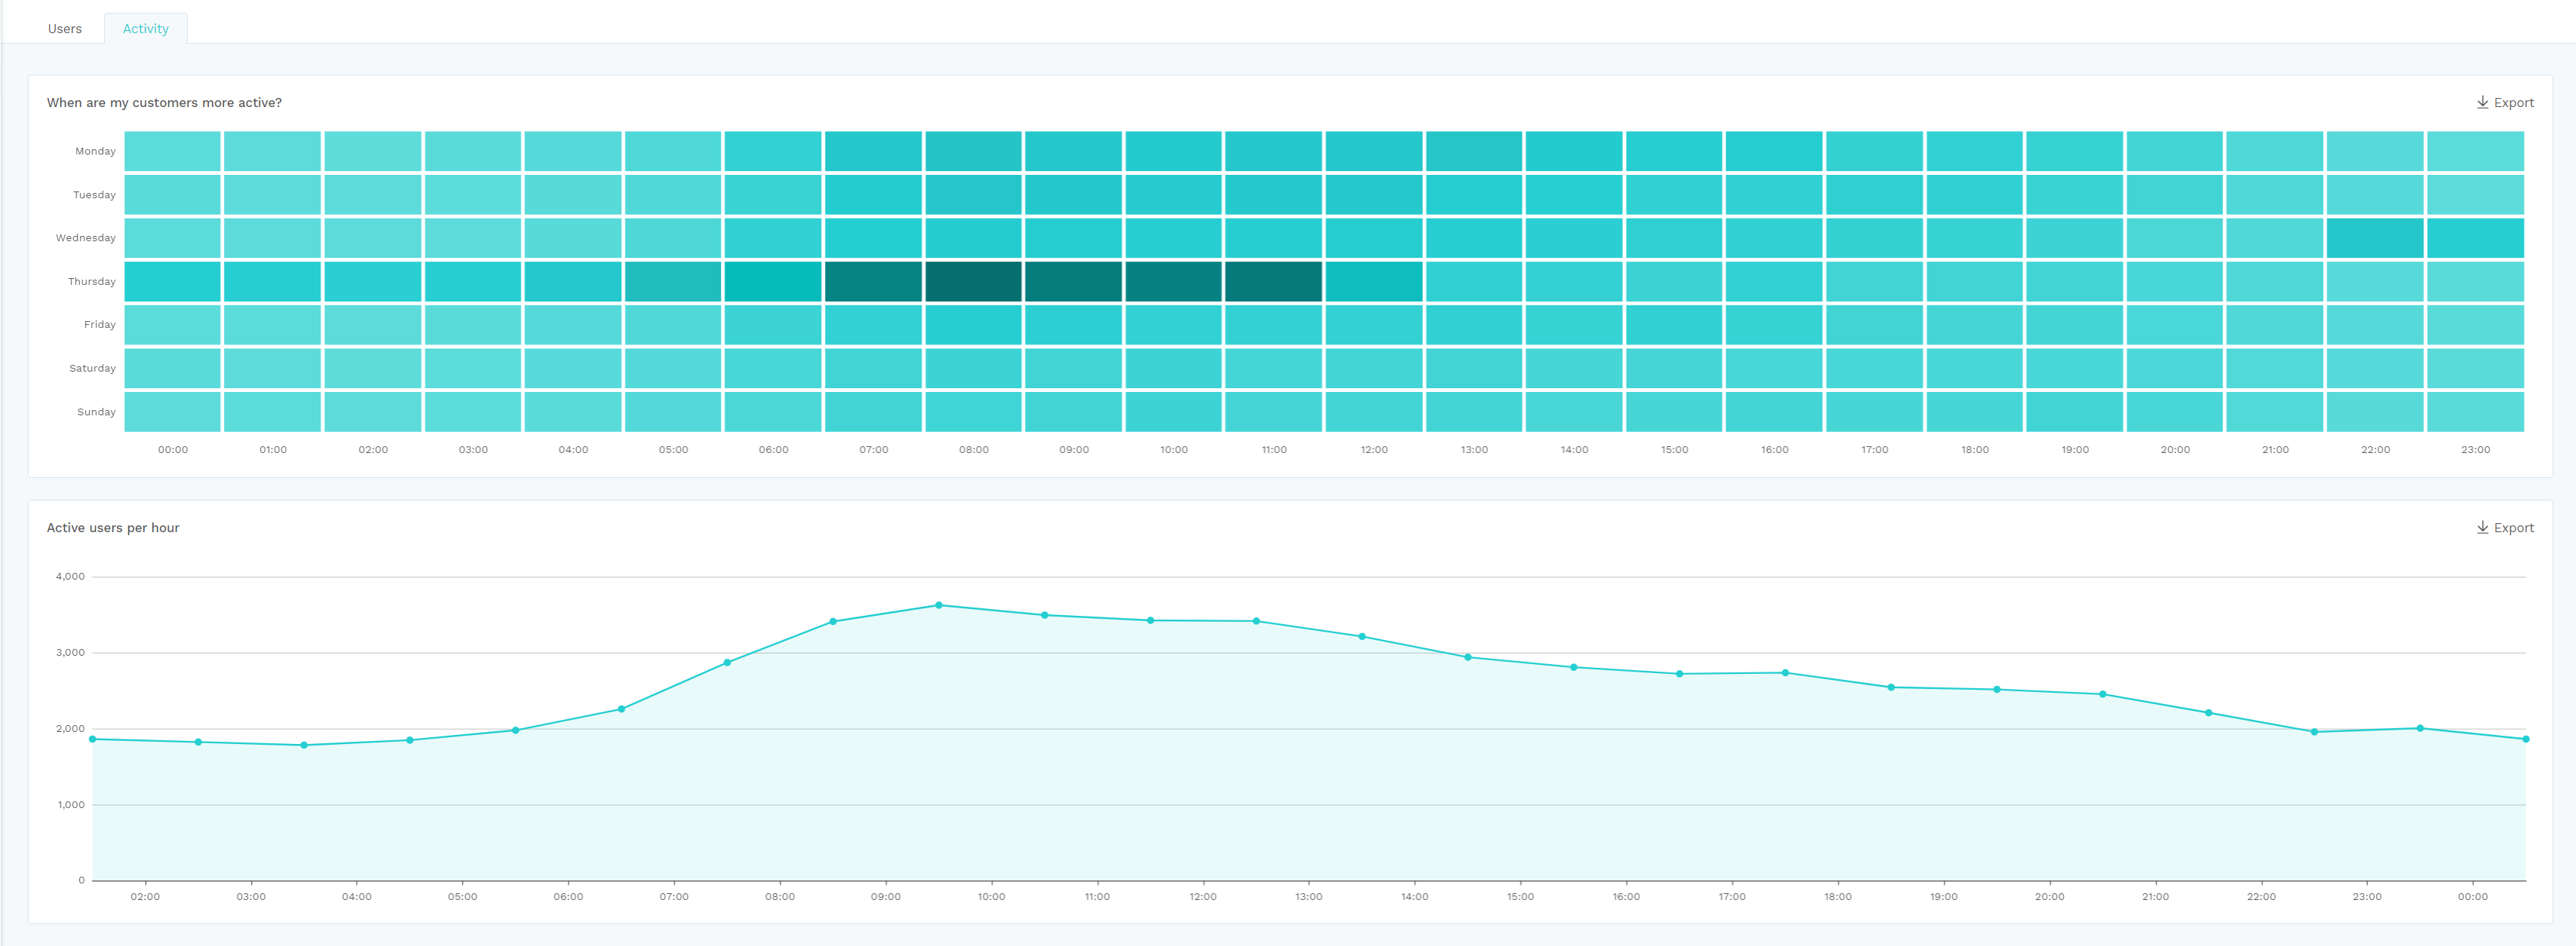 Users Activity
When are my customers more active? Export
Monday
Tuesday
Wednesday
Thursday
Friday
Saturday
Sunday
00:00 01:00 02:00 03:00 04:00 05:00 06:00 07:00 08:00 09:00 10:00 11:00 12:00 13:00 14:00 15:00 16:00 17:00 18:00 19:00 20:00 21:00 22:00 23:00
Active users per hour Export
4,000
3,000
2,000
1,000
0
02:00 03:00 04:00 05:00 06:00 07:00 08:00 09:00 10:00 11:00 12:00 13:00 14:00 15:00 16:00 17:00 18:00 19:00 20:00 21:00 22:00 23:00 00:00